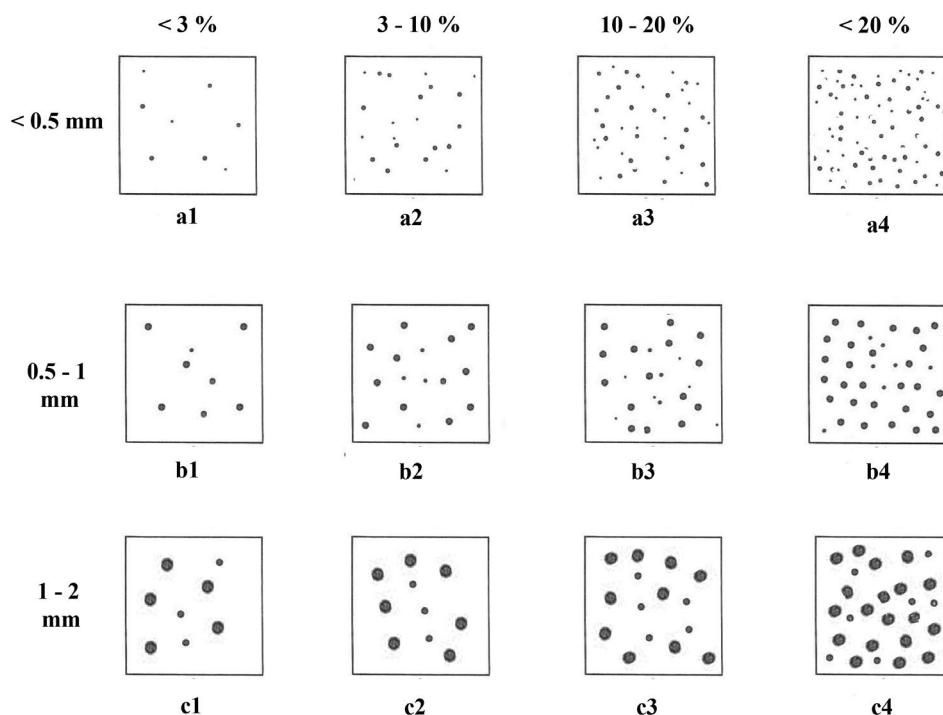 < 3 %
3 - 10 %
10 - 20 %
< 20 %
< 0.5 mm
a1
a2
a3
a4
0.5 - 1
mm
b1
b2
b3
b4
1 - 2
mm
c1
c2
c3
c4